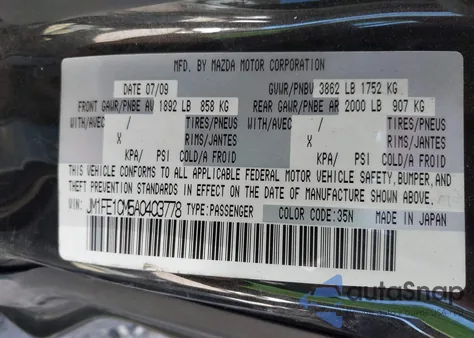 MFD. BY MAZDA MOTOR CORPORATION
DATE 07/09 GVWR/PNBV 3862 LB 1752 KG
FRONT GAWR/PNBE AV 1892 LB 858 KG REAR GAWR/PNBE AR 2000 LB 907 KG
WITH/AVEC / TIRES/PNEUS WITH/AVEC / TIRES/PNEUS
X RIMS/JANTES X RIMS/JANTES
KPA/ PSI COLD/A FROID KPA/ PSI COLD/A FROID
THIS VEHICLE CONFORMS TO ALL APPLICABLE FEDERAL MOTOR VEHICLE SAFETY, BUMPER, AND
THEFT PREVENTION STANDARDS IN EFFECT ON THE DATE OF MANUFACTURE SHOWN ABOVE.
VIN: JM1FE1CM5A0403778 TYPE:PASSENGER COLOR CODE:35N MADE IN JAPAN
autoSnap